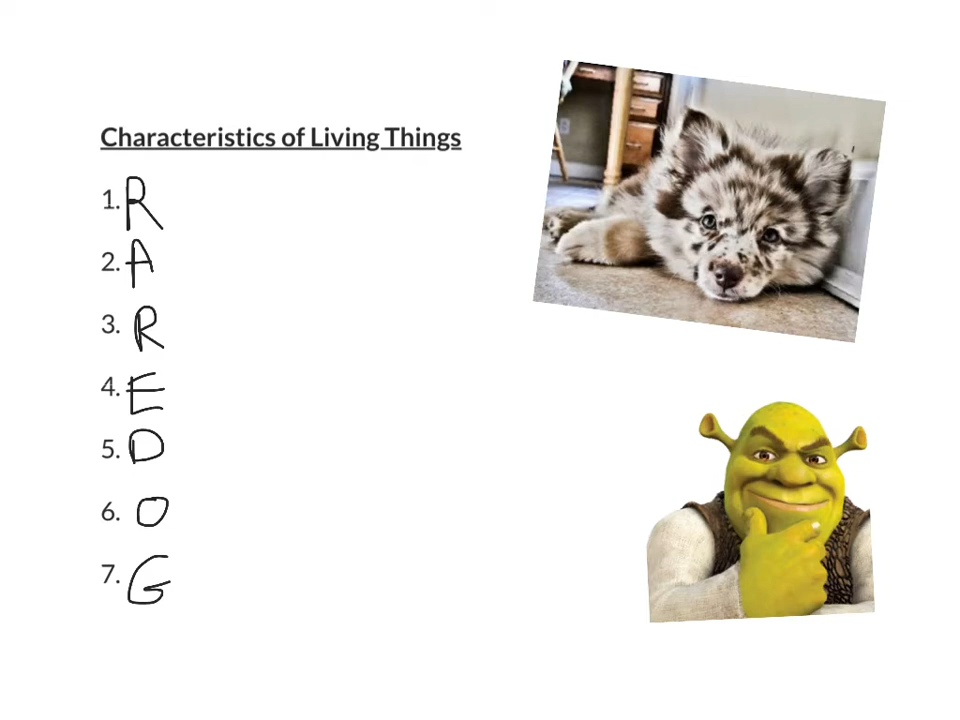 Characteristics of Living Things
1. R
2. A
3. R
4. E
5. D
6. O
7. G